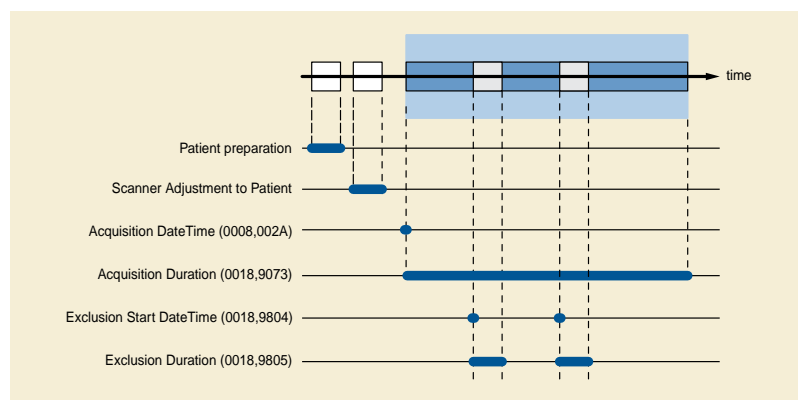 time
Patient preparation
Scanner Adjustment to Patient
Acquisition DateTime (0008,002A)
Acquisition Duration (0018,9073)
Exclusion Start DateTime (0018,9804)
Exclusion Duration (0018,9805)